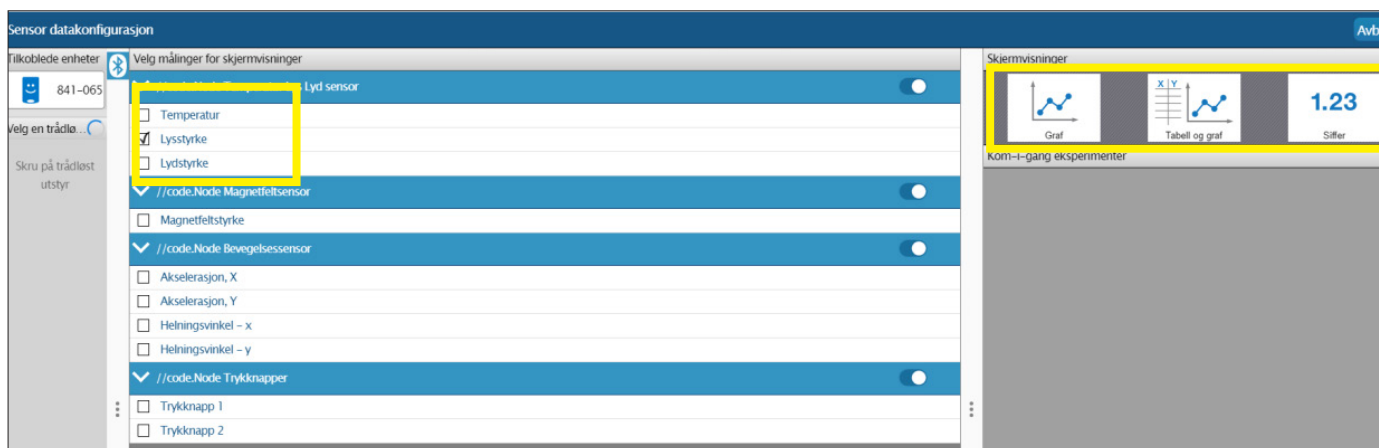 Sensor datakonfigurasjon
Avb
Tilkoblede enheter
841-065
Velg en trådlø...
Skru på trådløst
utstyr
Velg målinger for skjermvisninger
Lyd sensor
Temperatur
Lysstyrke
Lydstyrke
//code.Node Magnetfeltsensor
Magnetfeltstyrke
//code.Node Bevegelsessensor
Akselerasjon, X
Akselerasjon, Y
Helningsvinkel - x
Helningsvinkel - y
//code.Node Trykknapper
Trykknapp 1
Trykknapp 2
Skjermvisninger
X Y
1.23
Graf
Tabell og graf
Siffer
Kom-i-gang eksperimenter